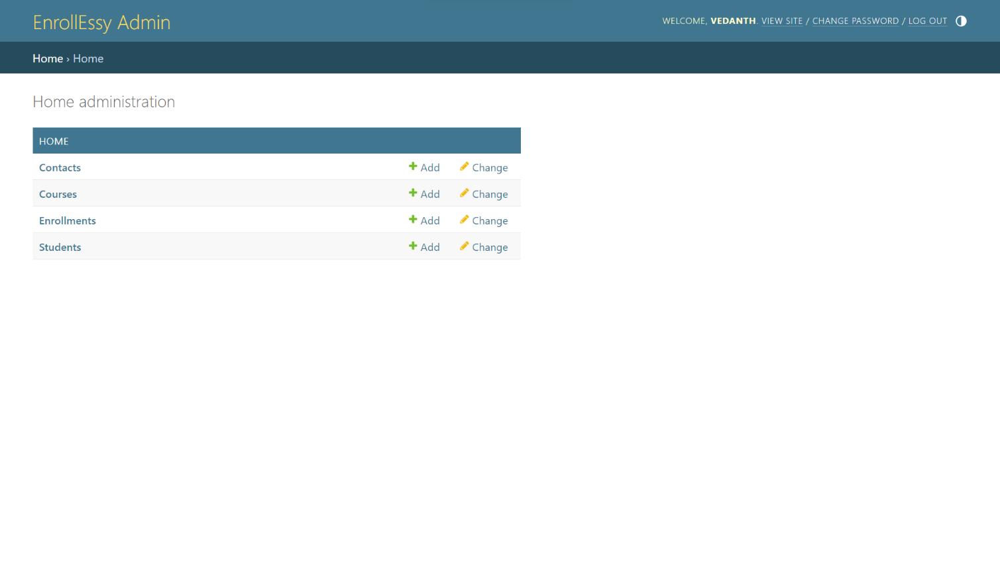 EnrollEssy Admin
WELCOME, VEDANTH. VIEW SITE / CHANGE PASSWORD / LOG OUT
Home › Home
Home administration
HOME
Contacts Add Change
Courses Add Change
Enrollments Add Change
Students Add Change